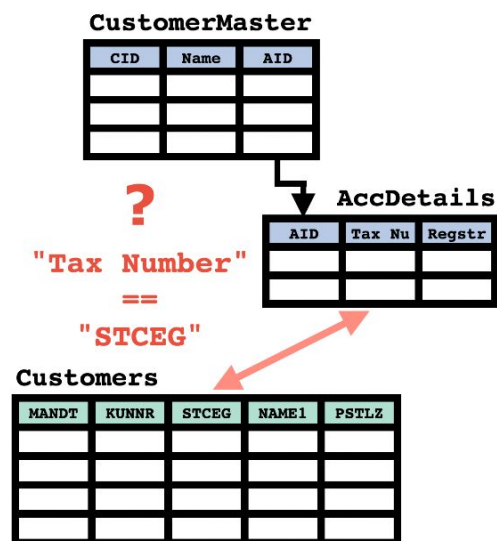 CustomerMaster
CID Name AID
?
"Tax Number"
==
"STCEG"
AccDetails
AID Tax Nu Regstr
Customers
MANDT KUNNR STCEG NAME1 PSTLZ